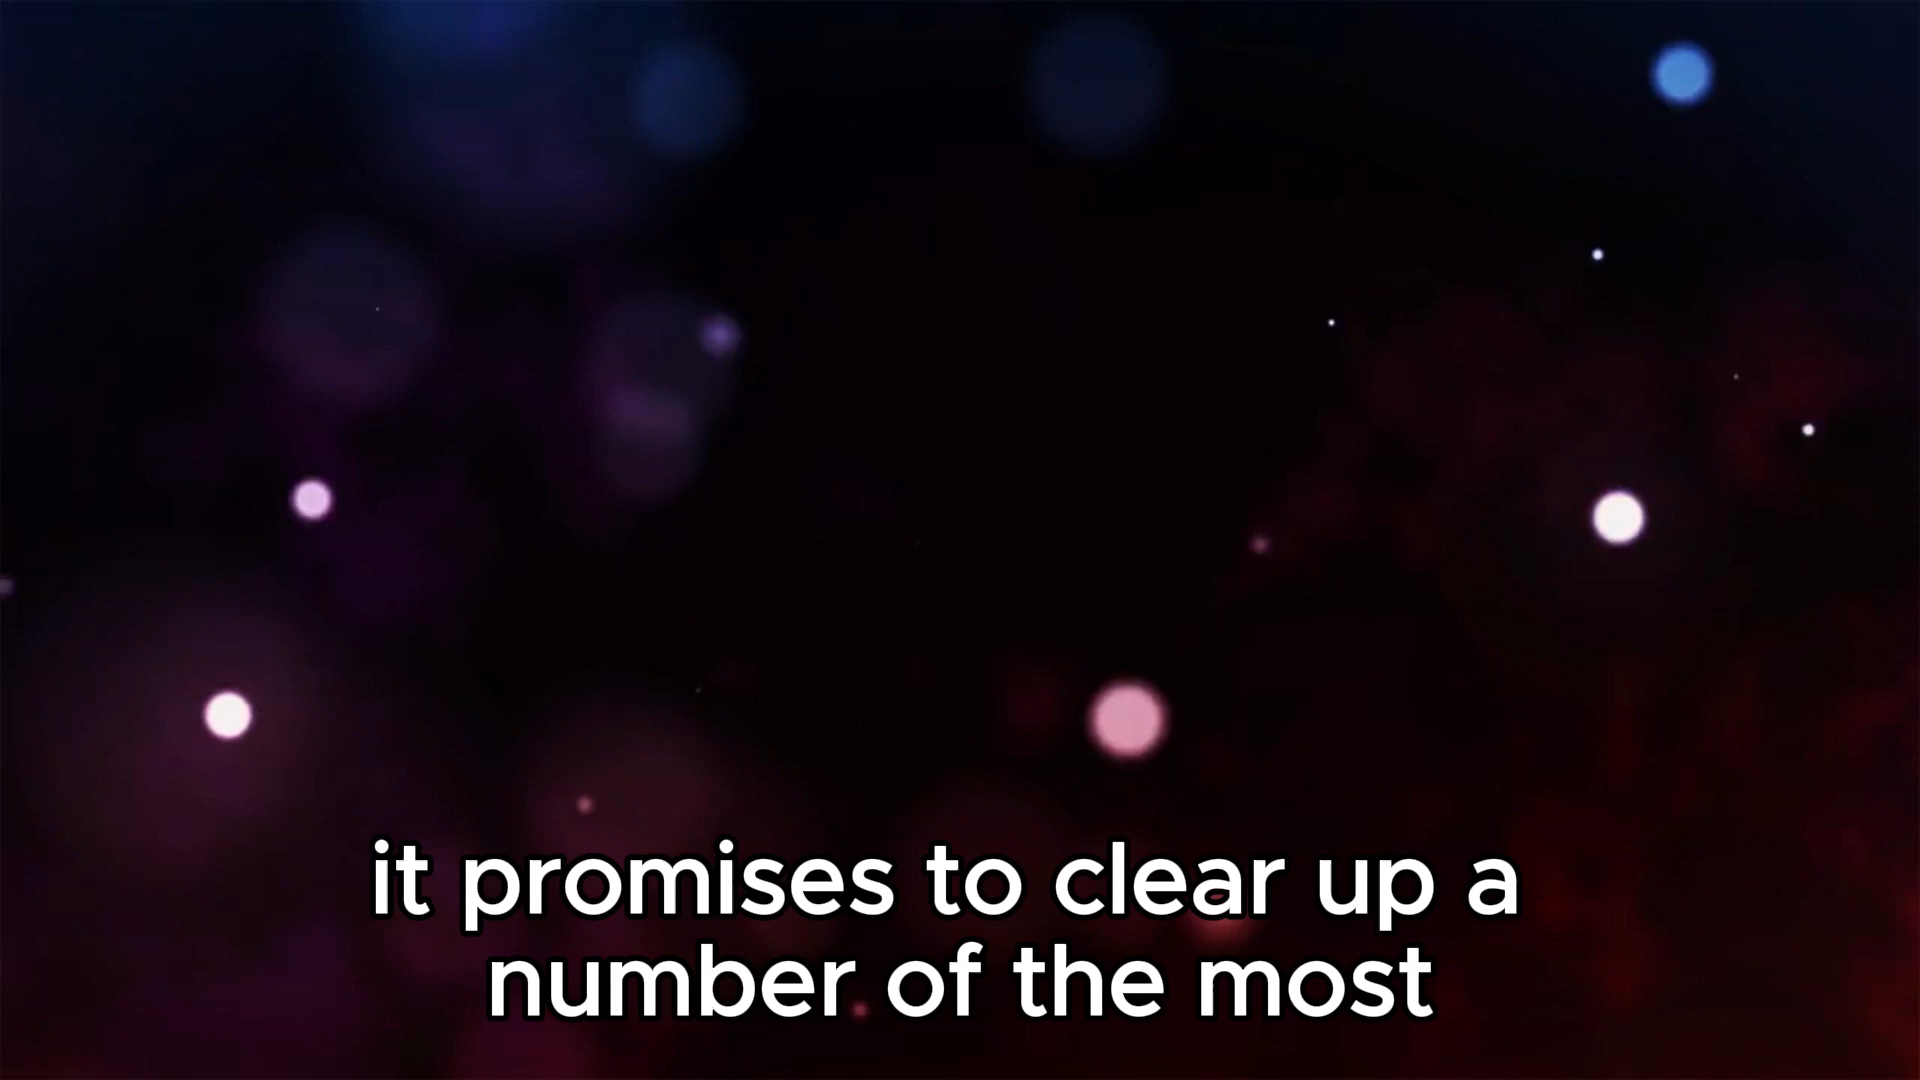 it promises to clear up a
number of the most